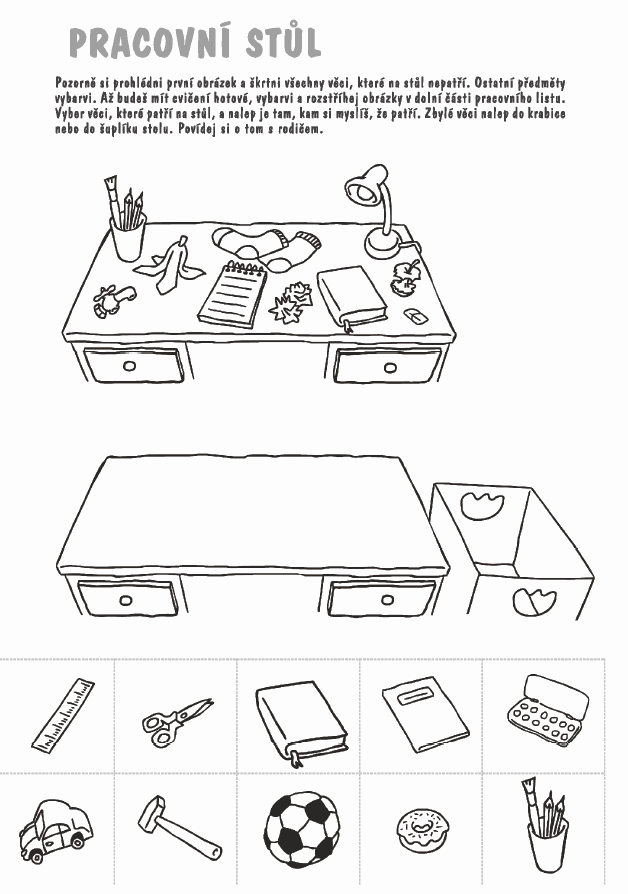 PRACOVNÍ STŮL
Pozorně si prohlédni první obrázek a škrtni všechny věci, které na stůl nepatří. Ostatní předměty
vybarvi. Až budeš mít cvičení hotové, vybarvi a rozstříhej obrázky v dolní části pracovního listu.
Vyber věci, které patří na stůl, a nalep je tam, kam si myslíš, že patří. Zbylé věci nalep do krabice
nebo do šuplíku stolu. Povídej si o tom s rodičem.